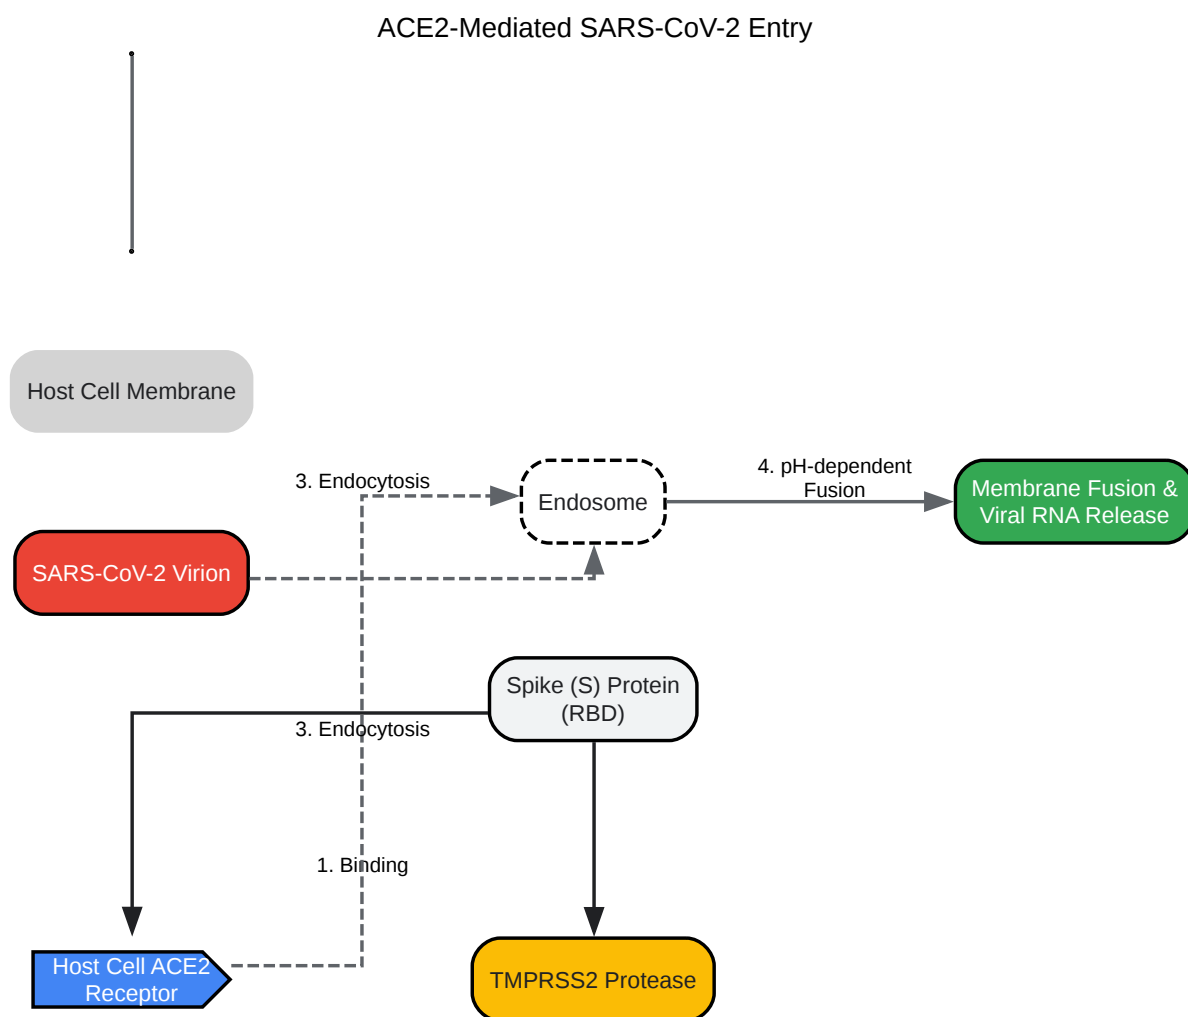 ACE2-Mediated SARS-CoV-2 Entry
Host Cell Membrane
3. Endocytosis
Endosome
4. pH-dependent
Fusion
Membrane Fusion &
Viral RNA Release
SARS-CoV-2 Virion
Spike (S) Protein
(RBD)
3. Endocytosis
1. Binding
Host Cell ACE2
Receptor
TMPRSS2 Protease